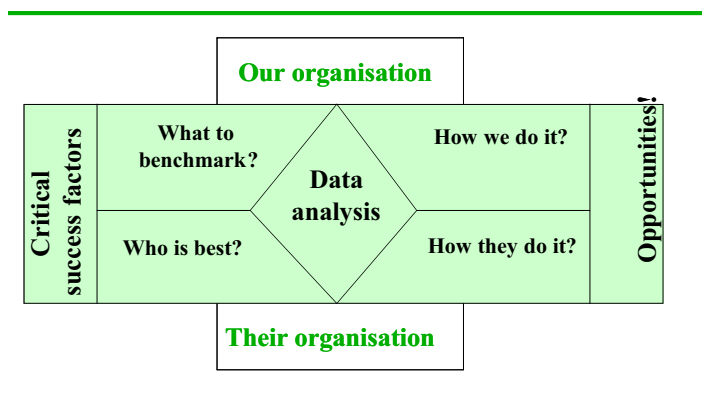 Our organisation
Critical
success factors
What to
benchmark?
How we do it?
Data
analysis
Who is best?
How they do it?
Opportunities!
Their organisation